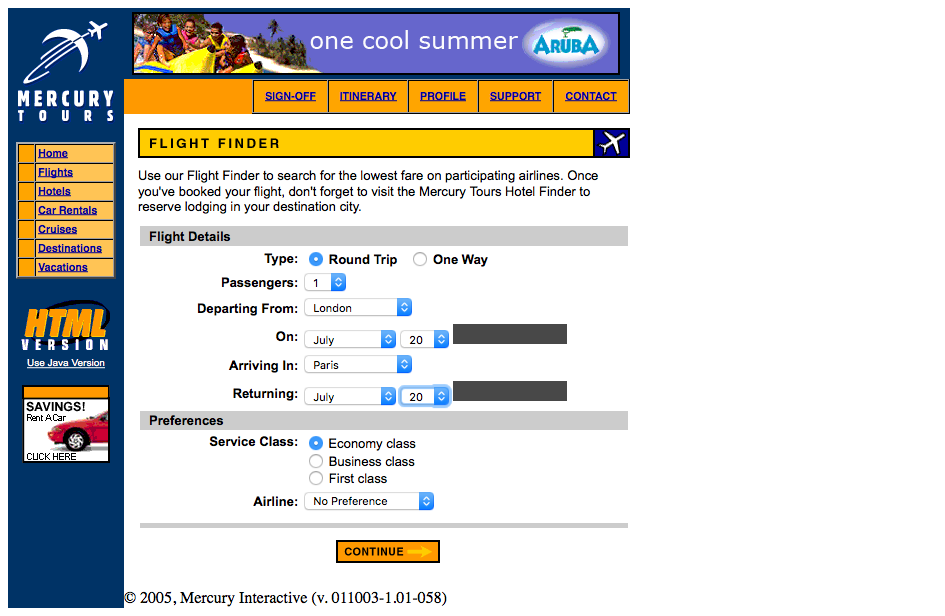 one cool summer ARUBA
MERCURY
TOURS
SIGN-OFF ITINERARY PROFILE SUPPORT CONTACT
Home
Flights
Hotels
Car Rentals
Cruises
Destinations
Vacations
HTML
VERSION
Use Java Version
SAVINGS!
Rent A Car
CLICK HERE
FLIGHT FINDER
Use our Flight Finder to search for the lowest fare on participating airlines. Once
you've booked your flight, don't forget to visit the Mercury Tours Hotel Finder to
reserve lodging in your destination city.
Flight Details
Type: Round Trip One Way
Passengers: 1
Departing From: London
On: July 20
Arriving In: Paris
Returning: July 20
Preferences
Service Class: Economy class
Business class
First class
Airline: No Preference
CONTINUE
© 2005, Mercury Interactive (v. 011003-1.01-058)